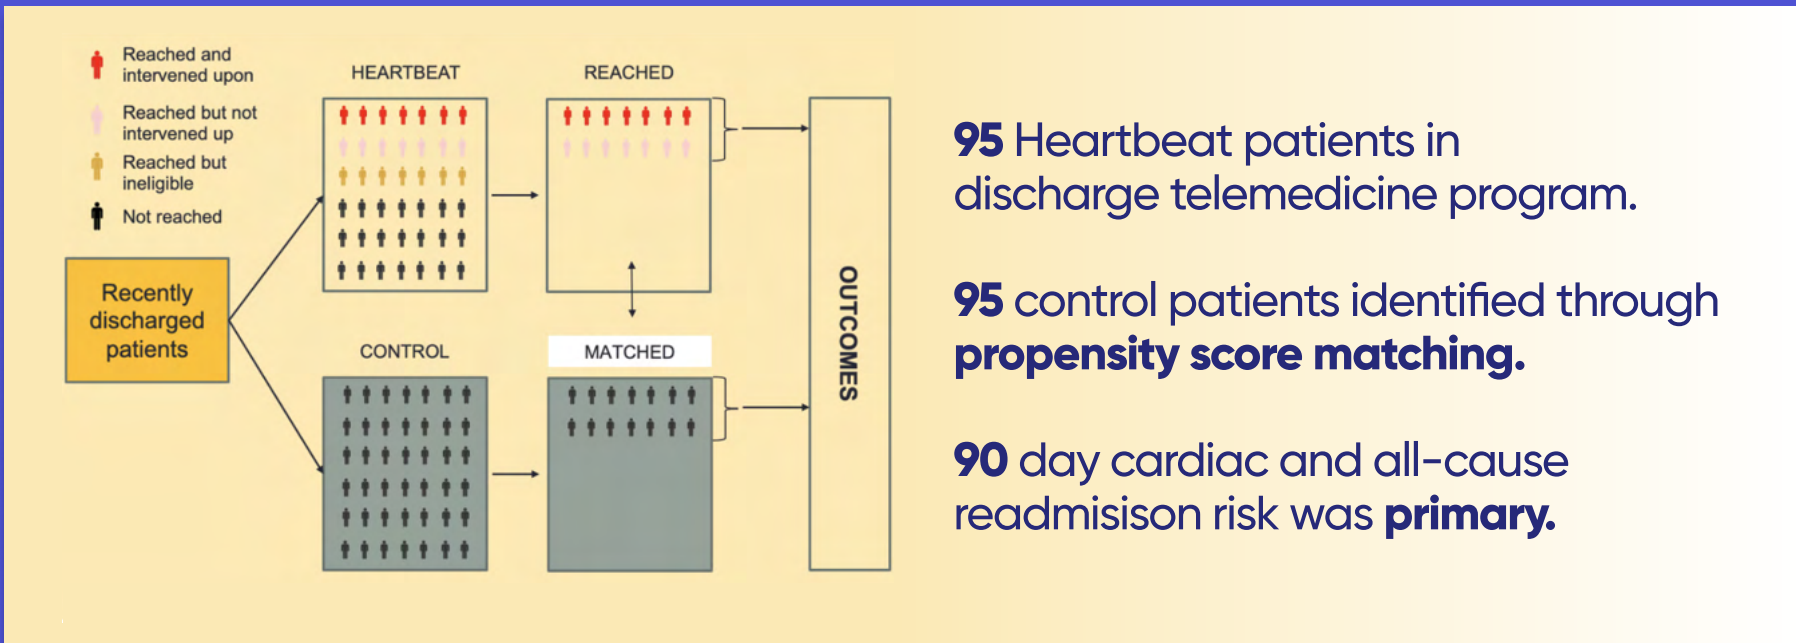 Reached and
intervened upon
Reached but not
intervened up
Reached but
ineligible
Not reached
Recently
discharged
patients
HEARTBEAT
REACHED
CONTROL
MATCHED
OUTCOMES
95 Heartbeat patients in
discharge telemedicine program.
95 control patients identified through
propensity score matching.
90 day cardiac and all-cause
readmisison risk was primary.